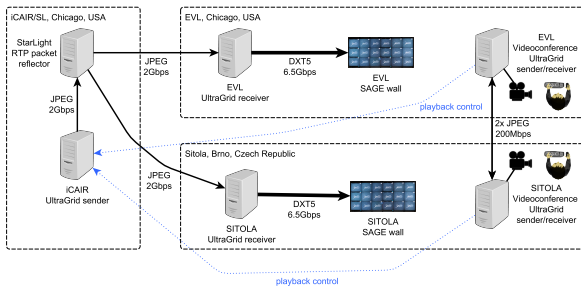 iCAIR/SL, Chicago, USA
StarLight
RTP packet
reflector
JPEG
2Gbps
iCAIR
UltraGrid sender
JPEG
2Gbps
JPEG
2Gbps
EVL, Chicago, USA
EVL
UltraGrid receiver
DXT5
6.5Gbps
EVL
SAGE wall
EVL
Videoconference
UltraGrid
sender/receiver
playback control
2x JPEG
200Mbps
Sitola, Brno, Czech Republic
SITOLA
UltraGrid receiver
DXT5
6.5Gbps
SITOLA
SAGE wall
SITOLA
Videoconference
UltraGrid
sender/receiver
playback control